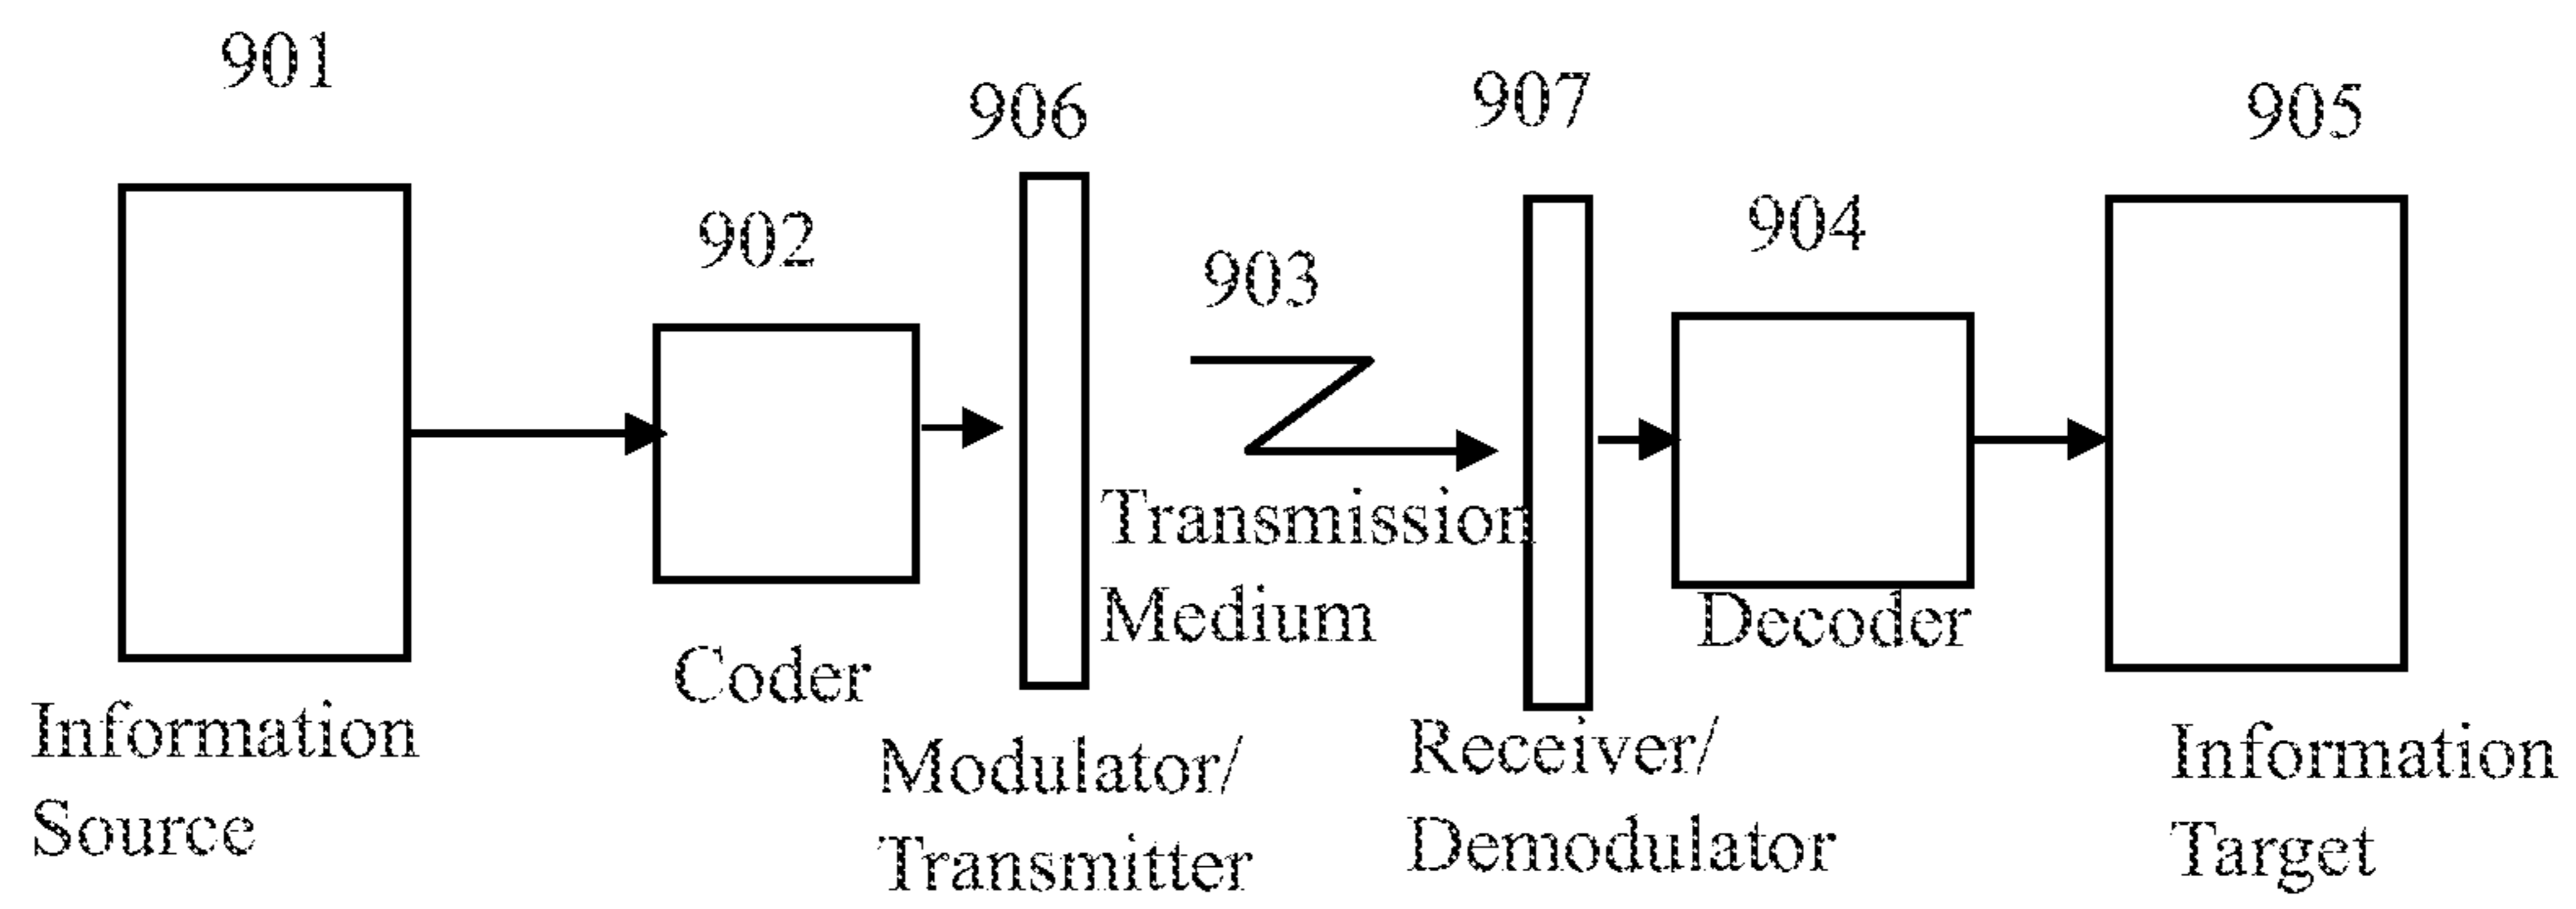 901
906
907
905
902
904
903
Transmission
Medium
Decoder
Coder
Information
Source
Modulator/
Transmitter
Receiver/
Demodulator
Information
Target